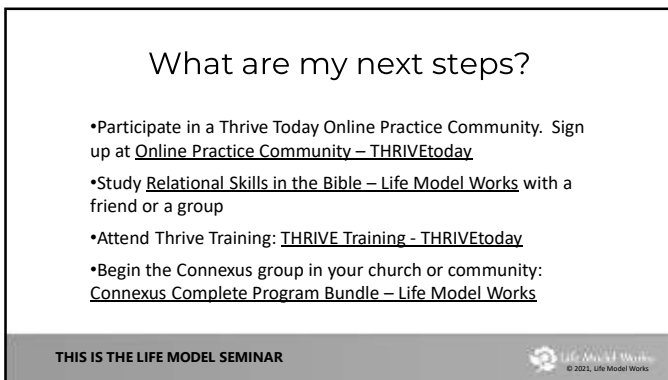 What are my next steps?
•Participate in a Thrive Today Online Practice Community.  Sign
up at Online Practice Community – THRIVEtoday
•Study Relational Skills in the Bible – Life Model Works with a
friend or a group
•Attend Thrive Training: THRIVE Training - THRIVEtoday
•Begin the Connexus group in your church or community:
Connexus Complete Program Bundle – Life Model Works
THIS IS THE LIFE MODEL SEMINAR
Life Model Works
© 2021, Life Model Works